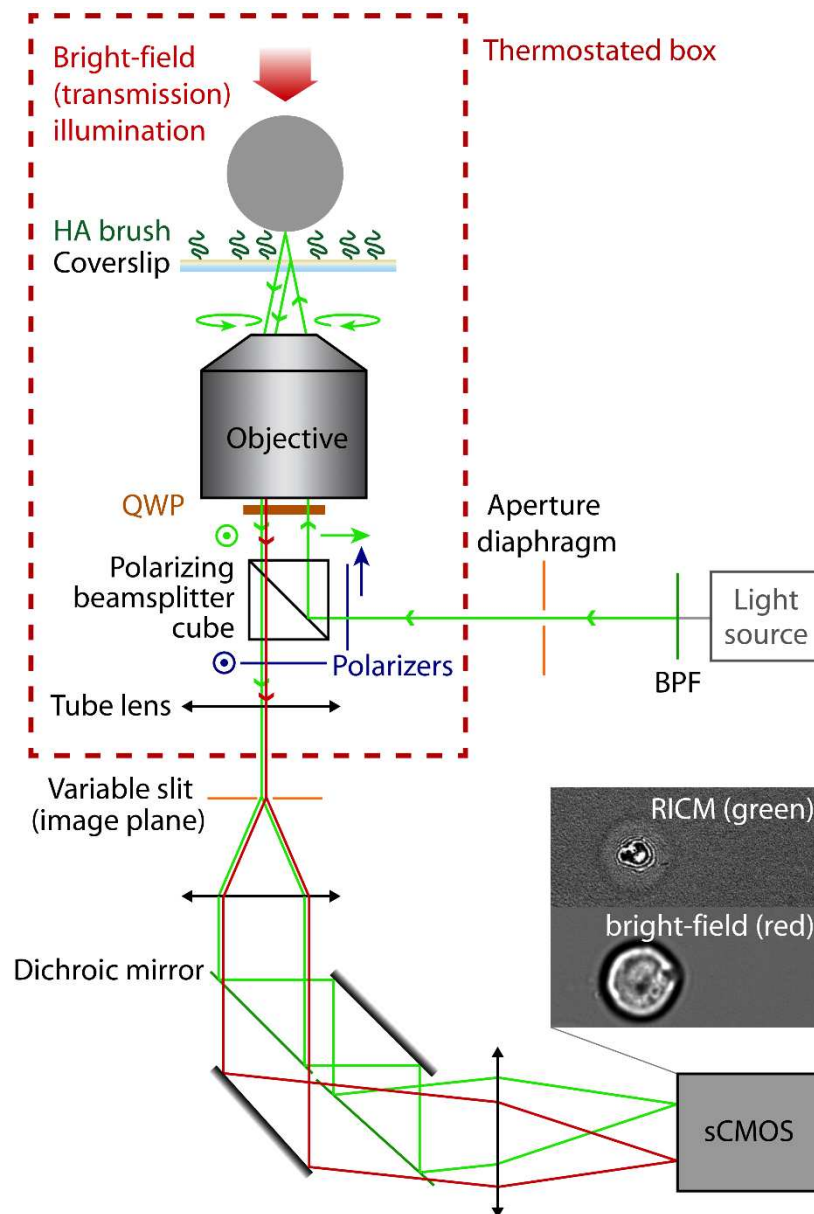 Bright-field
(transmission)
illumination
Thermostated box
HA brush
Coverslip
Objective
QWP
Aperture
diaphragm
Polarizing
beamsplitter
cube
Light
source
Polarizers
BPF
Tube lens
Variable slit
(image plane)
RICM (green)
bright-field (red)
Dichroic mirror
sCMOS